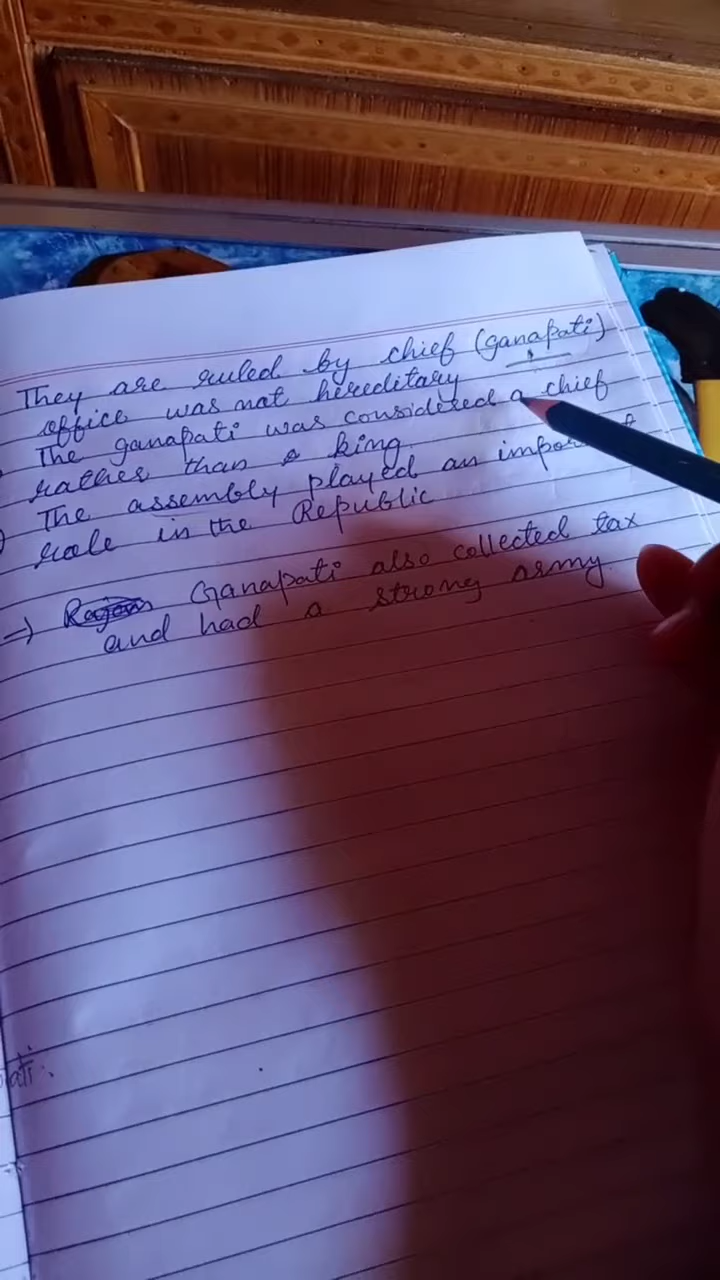 They are ruled by chief (ganapati)
office was not hereditary
The ganapati was considered a chief
rather than a king.
The assembly played an
role in the Republic
=> Ganapati also collected tax
and had a strong army.